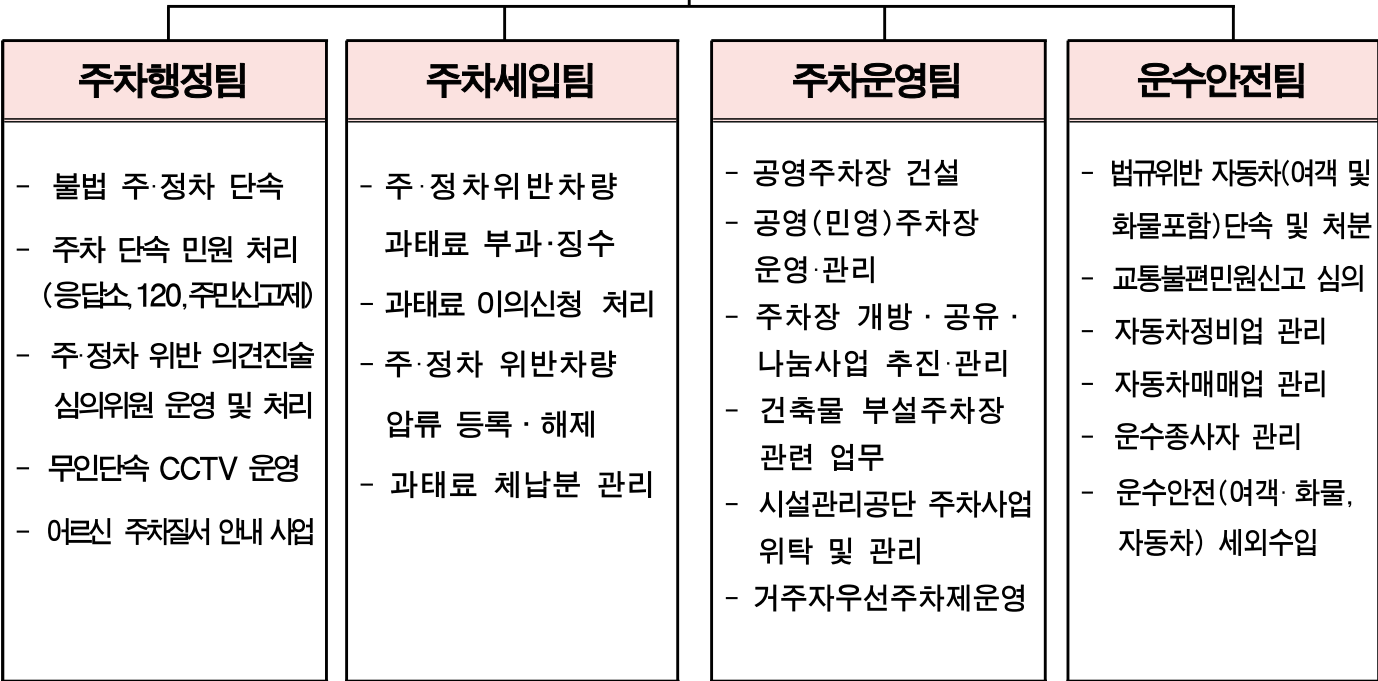 주차행정팀
- 불법 주·정차 단속
- 주차 단속 민원 처리
(응답소, 120, 주민신고제)
- 주·정차 위반 의견진술
심의위원 운영 및 처리
- 무인단속 CCTV 운영
- 어르신 주차질서 안내 사업
주차세입팀
- 주·정차위반차량
과태료 부과·징수
- 과태료 이의신청 처리
- 주·정차 위반차량
압류 등록·해제
- 과태료 체납분 관리
주차운영팀
- 공영주차장 건설
- 공영(민영)주차장
운영·관리
- 주차장 개방·공유·
나눔사업 추진·관리
- 건축물 부설주차장
관련 업무
- 시설관리공단 주차사업
위탁 및 관리
- 거주자우선주차제운영
운수안전팀
- 법규위반 자동차(여객 및
화물포함)단속 및 처분
- 교통불편민원신고 심의
- 자동차정비업 관리
- 자동차매매업 관리
- 운수종사자 관리
- 운수안전(여객·화물,
자동차) 세외수입